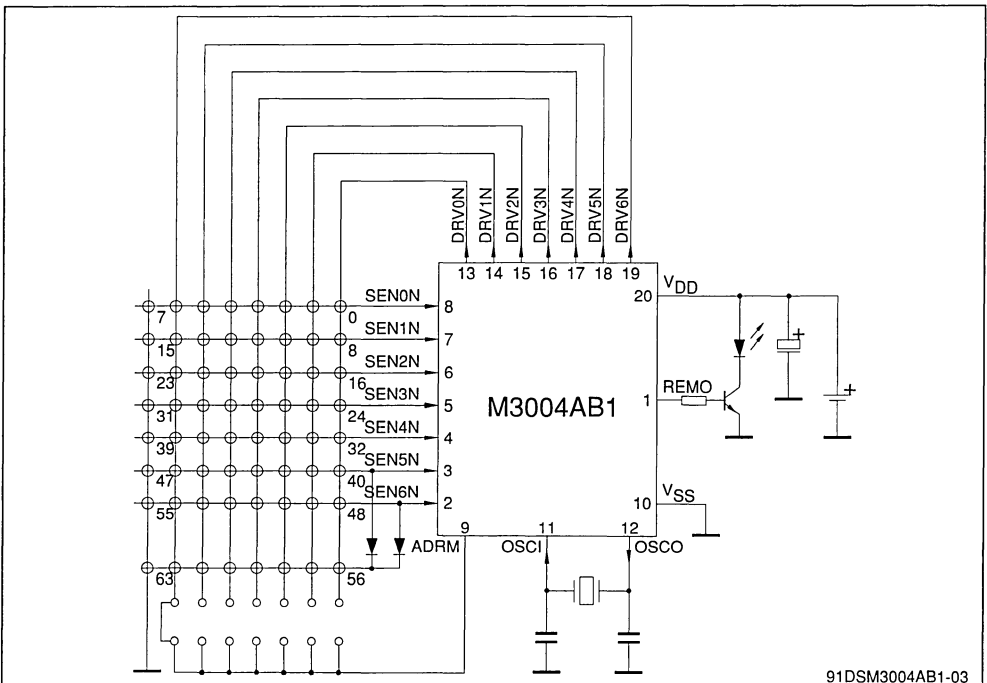 DRV0N
DRV1N
DRV2N
DRV3N
DRV4N
DRV5N
DRV6N
13 14 15 16 17 18 19
20 VDD
7 0 SEN0N 8
15 8 SEN1N 7
23 16 SEN2N 6
31 24 SEN3N 5
39 32 SEN4N 4
47 40 SEN5N 3
55 48 SEN6N 2
63 56
M3004AB1
1 REMO
+
+
10 VSS
9 11 12
ADRM OSCI OSCO
91DSM3004AB1-03